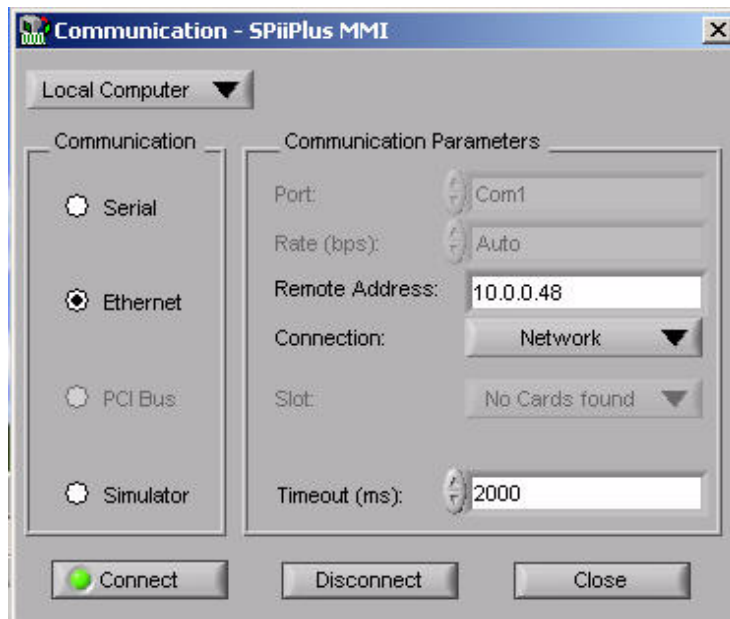 Communication - SPiiPlus MMI
Local Computer
Communication
Serial
Ethernet
PCI Bus
Simulator
Communication Parameters
Port: Com1
Rate (bps): Auto
Remote Address: 10.0.0.48
Connection: Network
Slot: No Cards found
Timeout (ms): 2000
Connect Disconnect Close